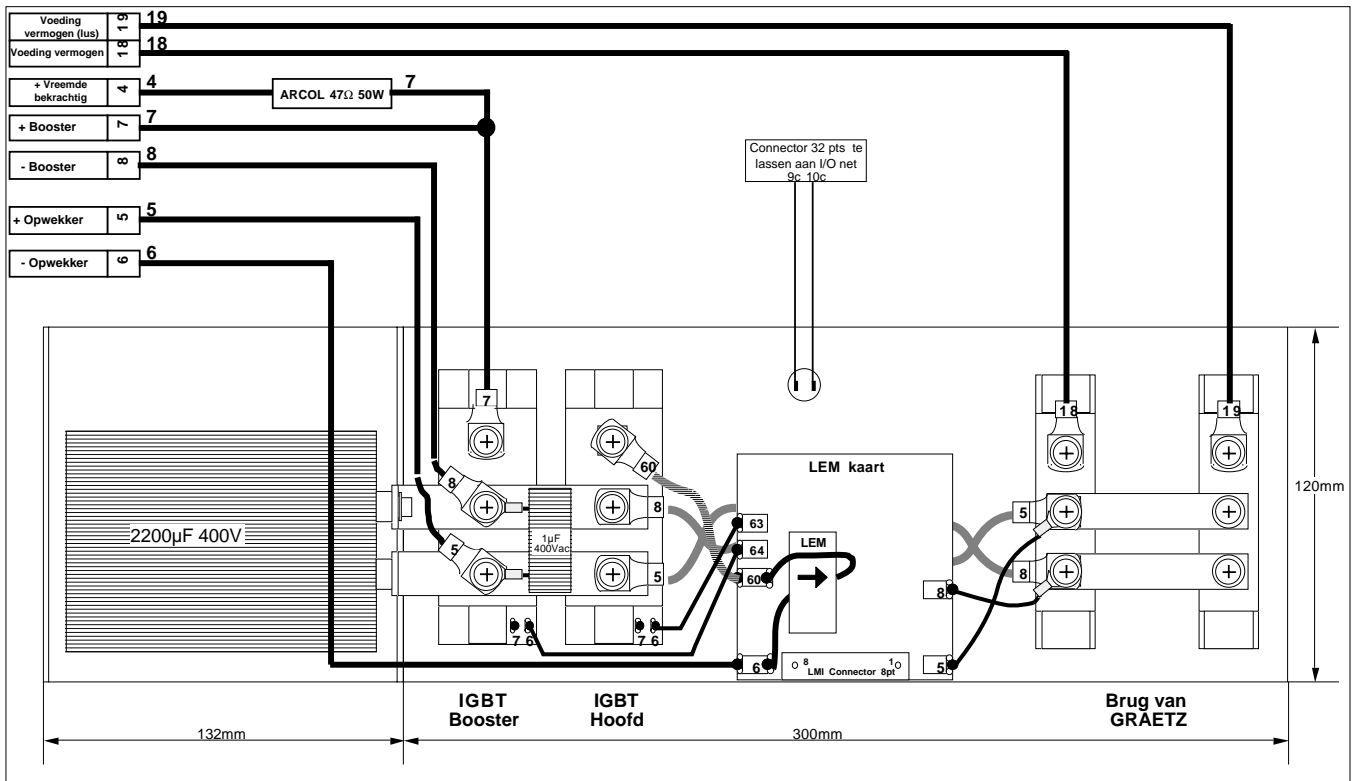 Voeding
vermogen (lus)
19
19
Voeding vermogen
18
18
+ Vreemde
bekrachtig
4
4
ARCOL 47Ω 50W
7
+ Booster
7
7
- Booster
8
8
+ Opwekker
5
5
- Opwekker
6
6
Connector 32 pts te
lassen aan I/O net
9c 10c
7
18
19
60
LEM kaart
8
8
63
5
120mm
2200µF 400V
1µF
400Vac
64
LEM
5
5
60
8
8
7 6
7 6
6
8 1
LMI Connector 8pt
5
IGBT
Booster
IGBT
Hoofd
Brug van
GRAETZ
132mm
300mm